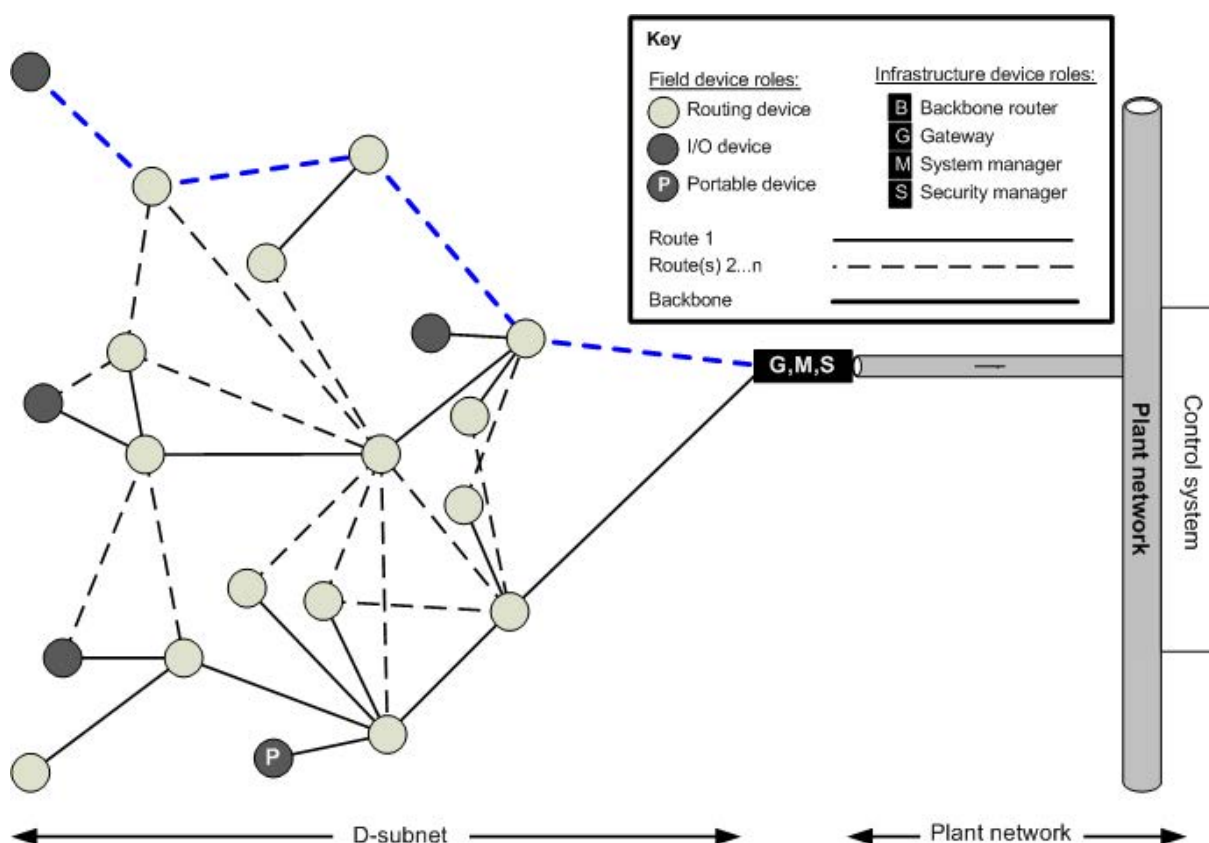 Key
Field device roles:
Routing device
I/O device
P Portable device
Infrastructure device roles:
B Backbone router
G Gateway
M System manager
S Security manager
Route 1
Route(s) 2...n
Backbone
G,M,S
Plant network
Control system
P
D-subnet
Plant network